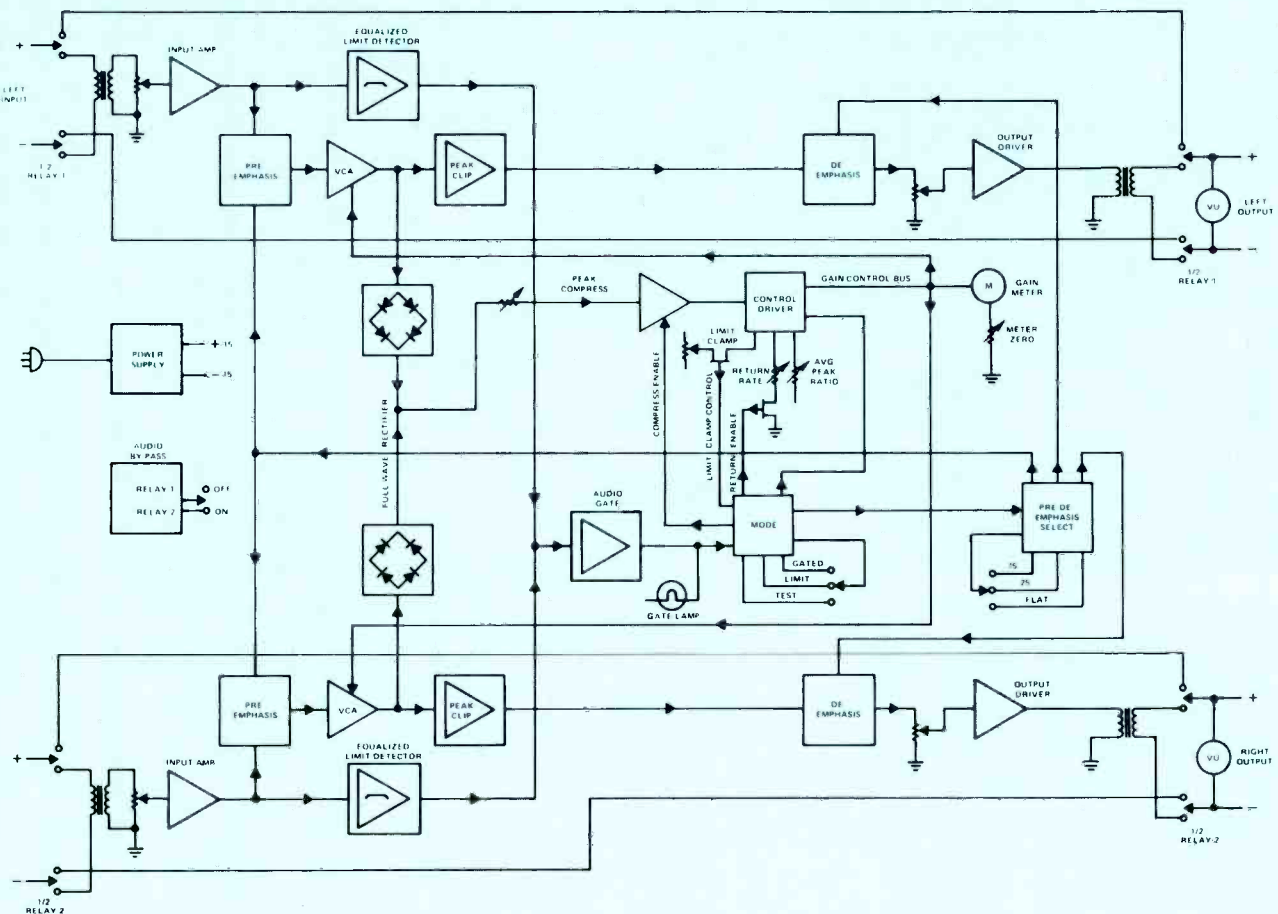 EQUALIZED
LIMIT DETECTOR
INPUT AMP
+
LEFT
INPUT
-
1/2
RELAY 1
PRE
EMPHASIS
VCA
PEAK
CLIP
DE
EMPHASIS
OUTPUT
DRIVER
+
VU
LEFT
OUTPUT
-
1/2
RELAY-1
PEAK
COMPRESS
GAIN CONTROL BUS
CONTROL
DRIVER
M
GAIN
METER
METER
ZERO
LIMIT
CLAMP
RETURN
RATE
AVG
PEAK
RATIO
COMPRESS ENABLE
LIMIT CLAMP CONTROL
RETURN ENABLE
FULL WAVE RECTIFIER
POWER
SUPPLY
+ 15
- 15
AUDIO
BY PASS
RELAY 1
RELAY 2
OFF
ON
AUDIO
GATE
MODE
GATED
LIMIT
TEST
GATE LAMP
PRE DE
EMPHASIS
SELECT
75
25
FLAT
PRE
EMPHASIS
VCA
PEAK
CLIP
DE
EMPHASIS
OUTPUT
DRIVER
+
VU
RIGHT
OUTPUT
-
1/2
RELAY-2
EQUALIZED
LIMIT DETECTOR
INPUT AMP
+
-
1/2
RELAY 2